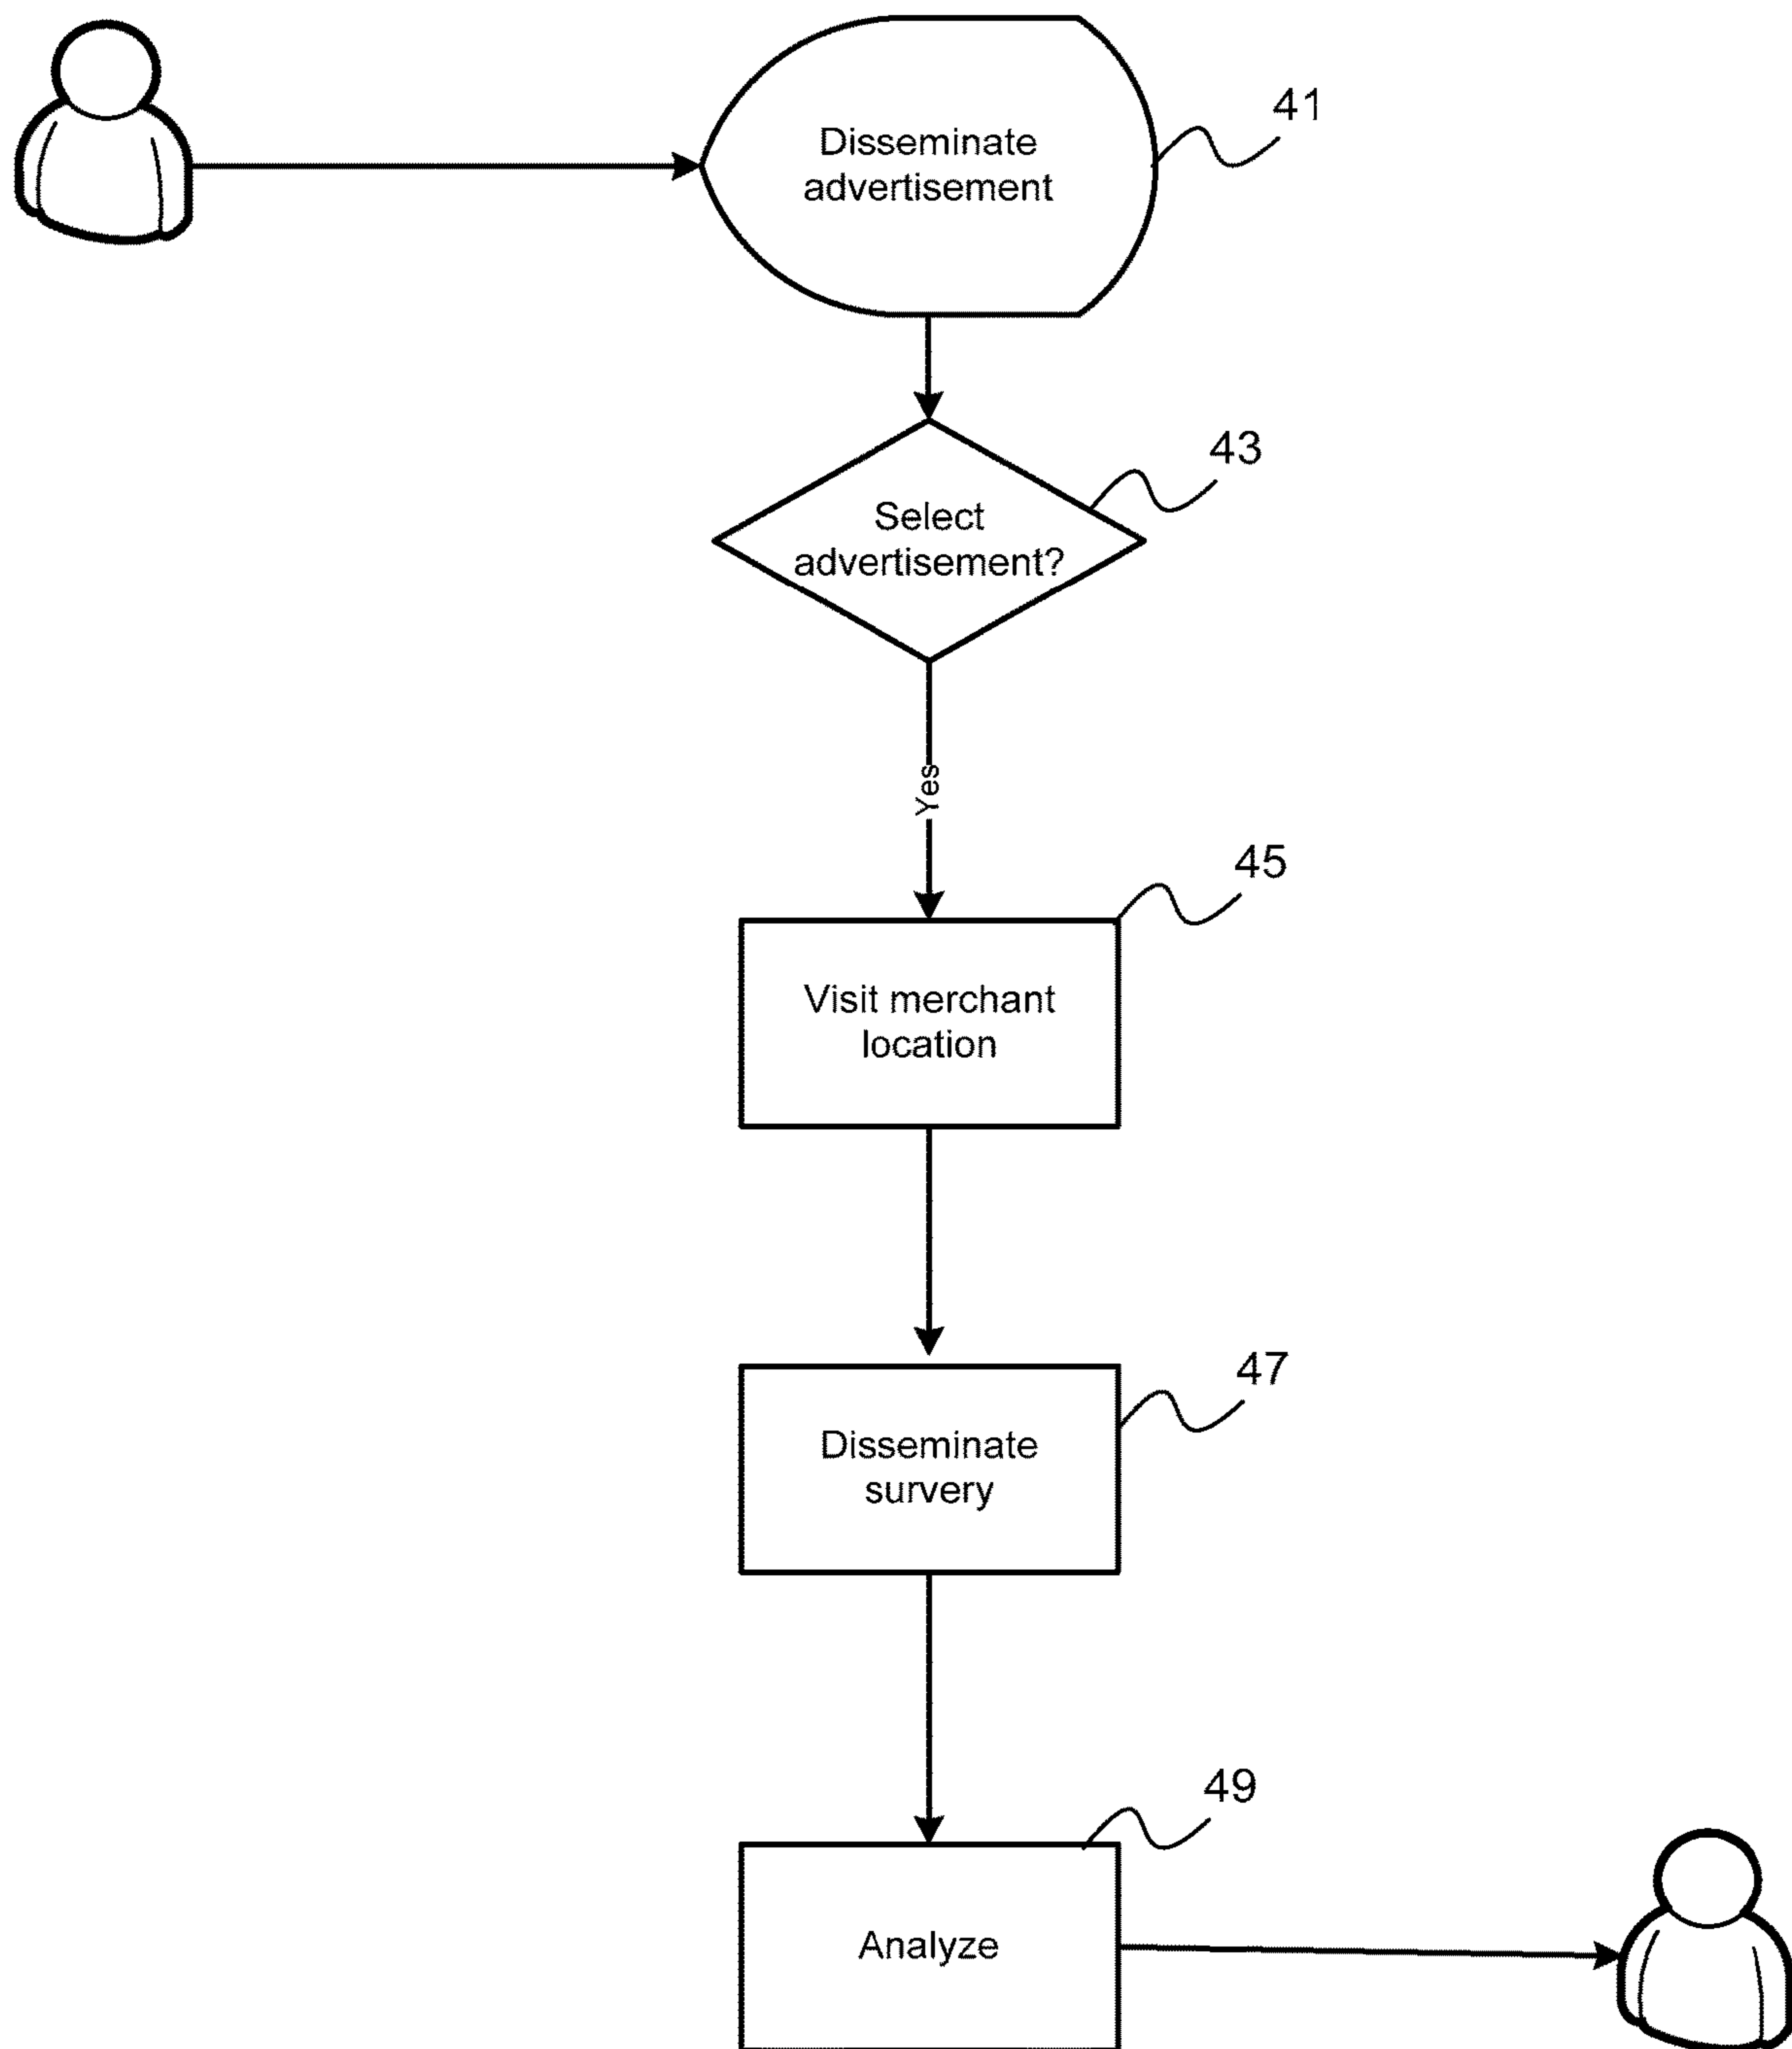 Disseminate
advertisement
41
Select
advertisement?
43
Yes
Visit merchant
location
45
Disseminate
survery
47
Analyze
49